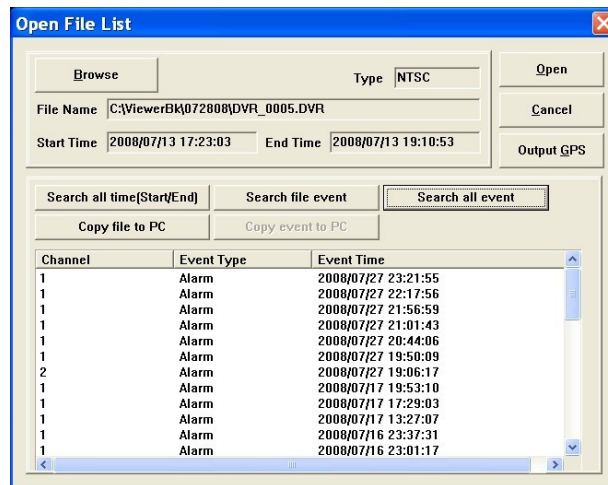 Open File List
Browse Type NTSC Open
File Name C:\ViewerBk\072808\DVR_0005.DVR Cancel
Start Time 2008/07/13 17:23:03 End Time 2008/07/13 19:10:53 Output GPS
Search all time(Start/End) Search file event Search all event
Copy file to PC Copy event to PC
Channel Event Type Event Time
1 Alarm 2008/07/27 23:21:55
1 Alarm 2008/07/27 22:17:56
1 Alarm 2008/07/27 21:56:59
1 Alarm 2008/07/27 21:01:43
1 Alarm 2008/07/27 20:44:06
1 Alarm 2008/07/27 19:50:09
2 Alarm 2008/07/27 19:06:17
1 Alarm 2008/07/17 19:53:10
1 Alarm 2008/07/17 17:29:03
1 Alarm 2008/07/17 13:27:07
1 Alarm 2008/07/16 23:37:31
1 Alarm 2008/07/16 23:01:17